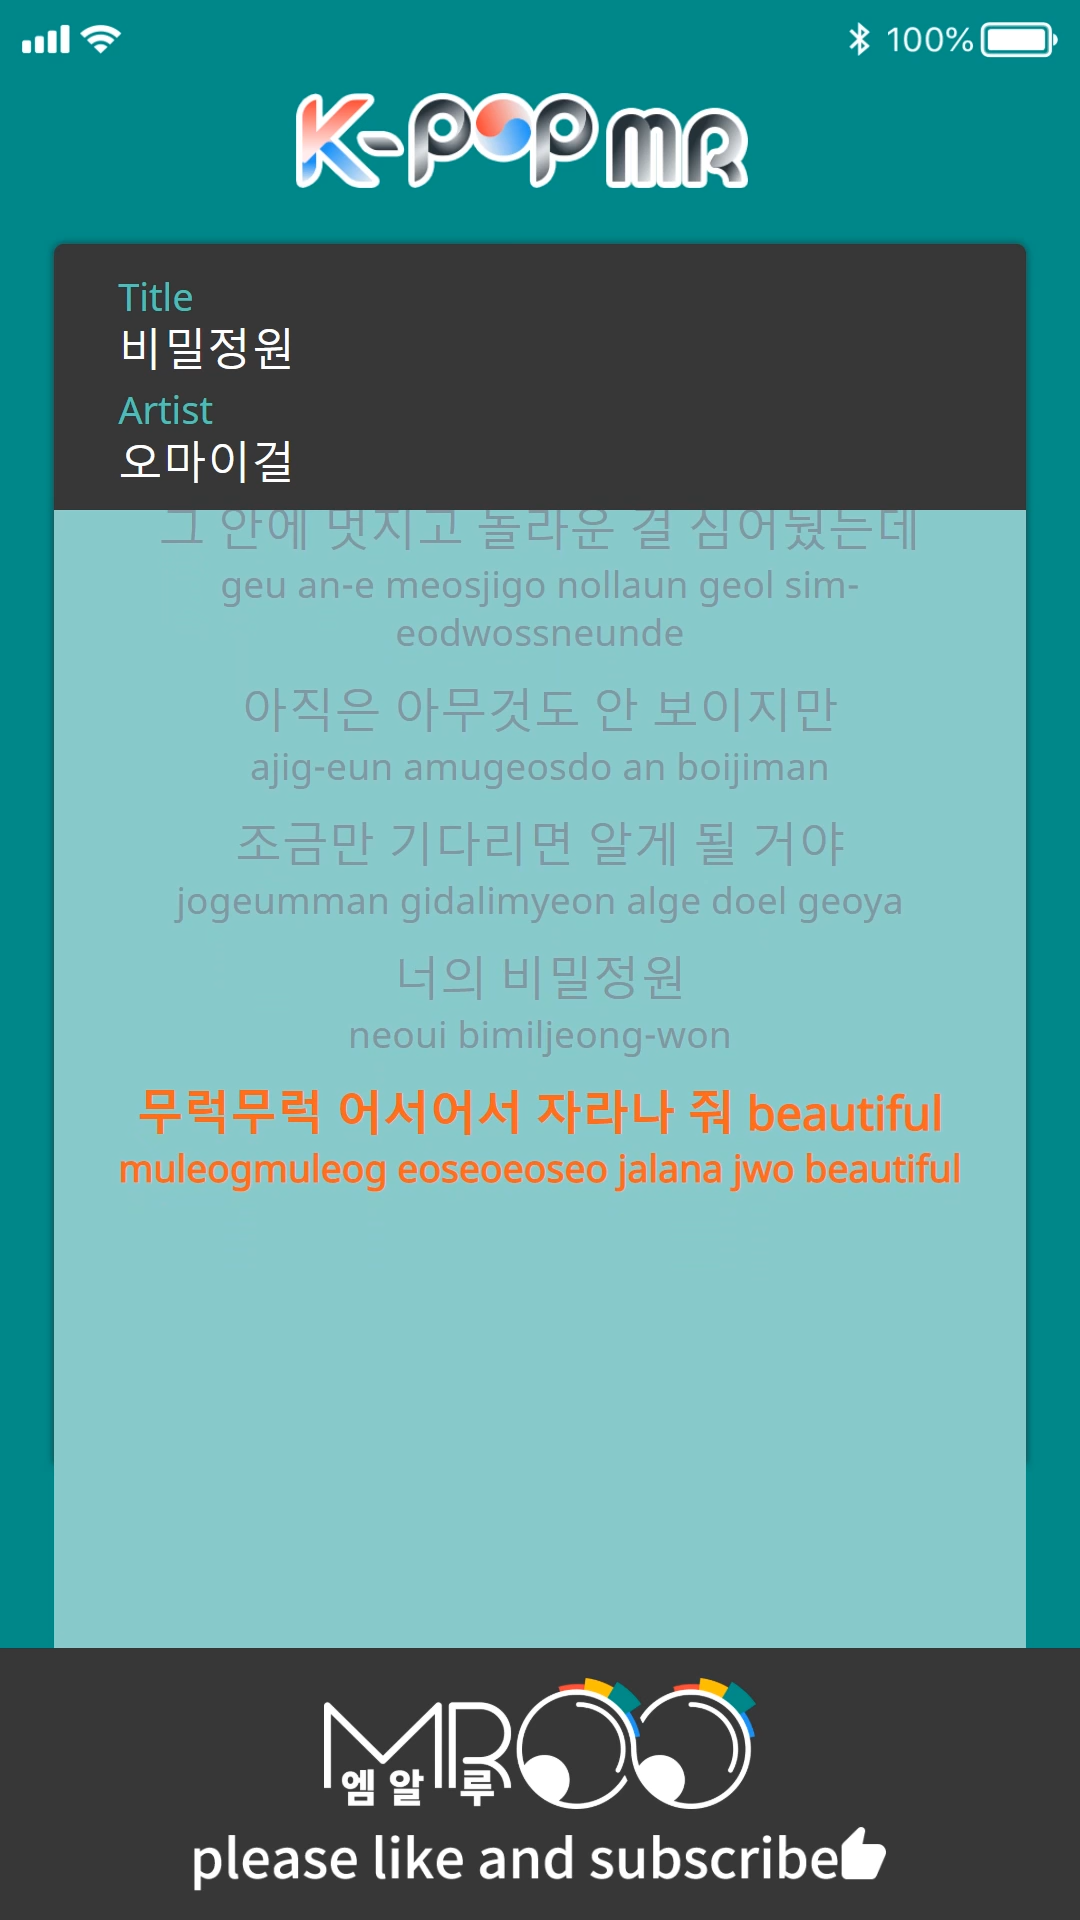 100%
K-POP MR
Title
비밀정원
Artist
오마이걸
그 안에 멋지고 놀라운 걸 심어뒀는데
geu an-e meosjigo nollaun geol sim-
eodwossneunde
아직은 아무것도 안 보이지만
ajig-eun amugeosdo an boijiman
조금만 기다리면 알게 될 거야
jogeumman gidalimyeon alge doel geoya
너의 비밀정원
neoui bimiljeong-won
무럭무럭 어서어서 자라나 줘 beautiful
muleogmuleog eoseoeoseo jalana jwo beautiful
MROO
엠알루
please like and subscribe